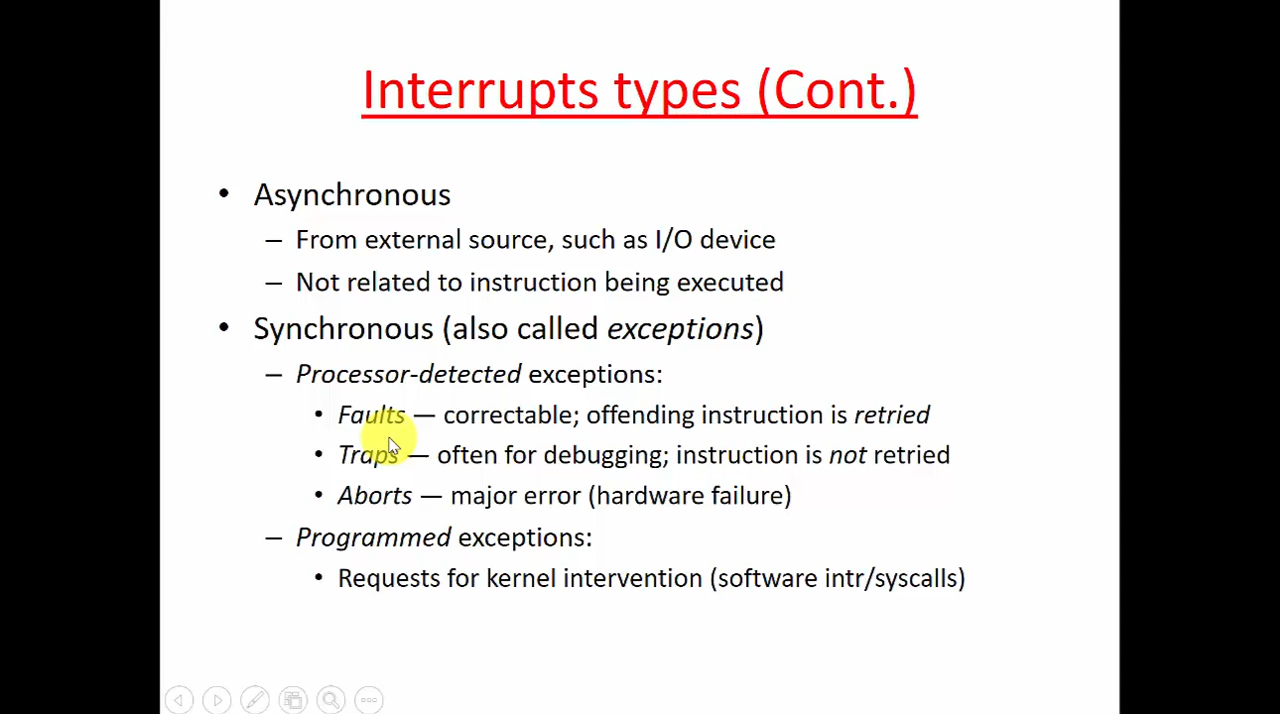 Interrupts types (Cont.)
• Asynchronous
– From external source, such as I/O device
– Not related to instruction being executed
• Synchronous (also called exceptions)
– Processor-detected exceptions:
• Faults — correctable; offending instruction is retried
• Traps — often for debugging; instruction is not retried
• Aborts — major error (hardware failure)
– Programmed exceptions:
• Requests for kernel intervention (software intr/syscalls)